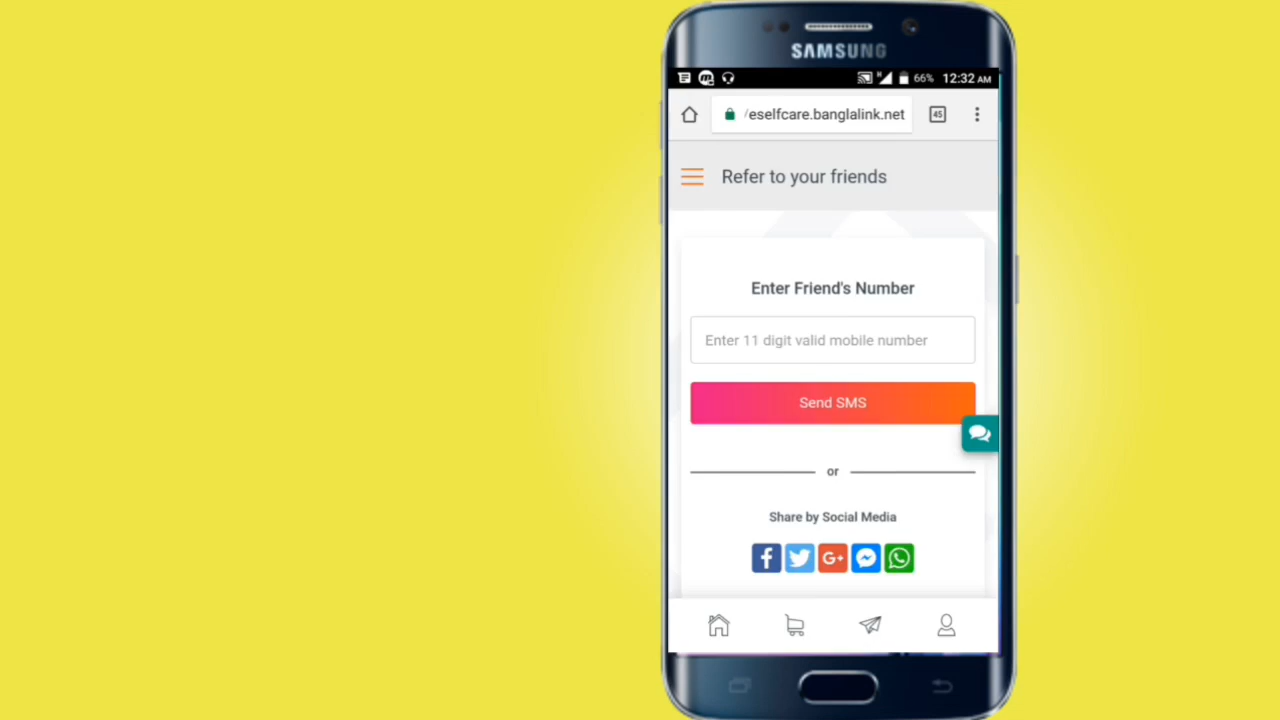 SAMSUNG
66% 12:32 AM
/eselfcare.banglalink.net 45
Refer to your friends
Enter Friend's Number
Enter 11 digit valid mobile number
Send SMS
or
Share by Social Media
f G+